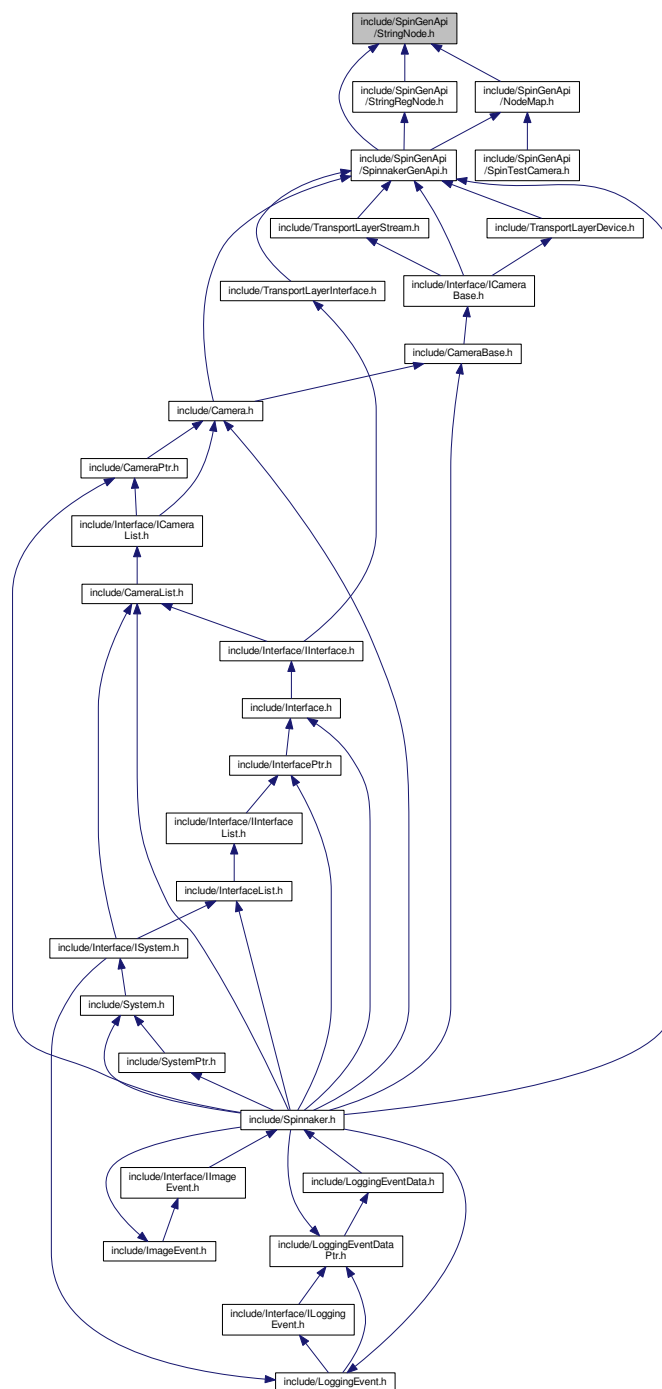 include/SpinGenApi
/StringNode.h
include/SpinGenApi
/StringRegNode.h
include/SpinGenApi
/NodeMap.h
include/SpinGenApi
/SpinnakerGenApi.h
include/SpinGenApi
/SpinTestCamera.h
include/TransportLayerStream.h
include/TransportLayerDevice.h
include/TransportLayerInterface.h
include/Interface/ICamera
Base.h
include/CameraBase.h
include/Camera.h
include/CameraPtr.h
include/Interface/ICamera
List.h
include/CameraList.h
include/Interface/IInterface.h
include/Interface.h
include/InterfacePtr.h
include/Interface/IInterface
List.h
include/InterfaceList.h
include/Interface/ISystem.h
include/System.h
include/SystemPtr.h
include/Spinnaker.h
include/Interface/IImage
Event.h
include/LoggingEventData.h
include/ImageEvent.h
include/LoggingEventData
Ptr.h
include/Interface/ILogging
Event.h
include/LoggingEvent.h